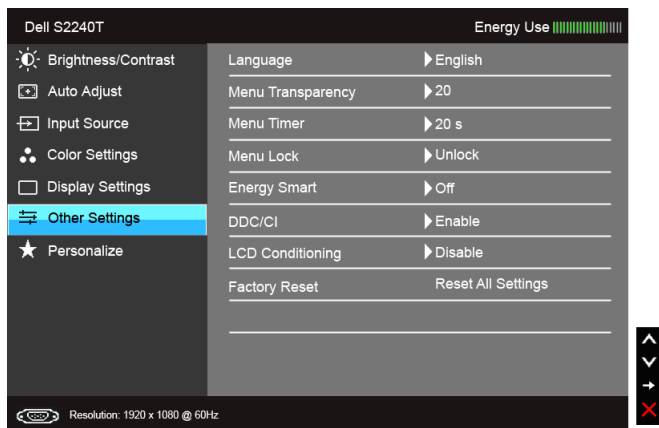 Dell S2240T Energy Use
Brightness/Contrast Language English
Auto Adjust Menu Transparency 20
Input Source Menu Timer 20 s
Color Settings Menu Lock Unlock
Display Settings Energy Smart Off
Other Settings DDC/CI Enable
Personalize LCD Conditioning Disable
Factory Reset Reset All Settings
Resolution: 1920 x 1080 @ 60Hz